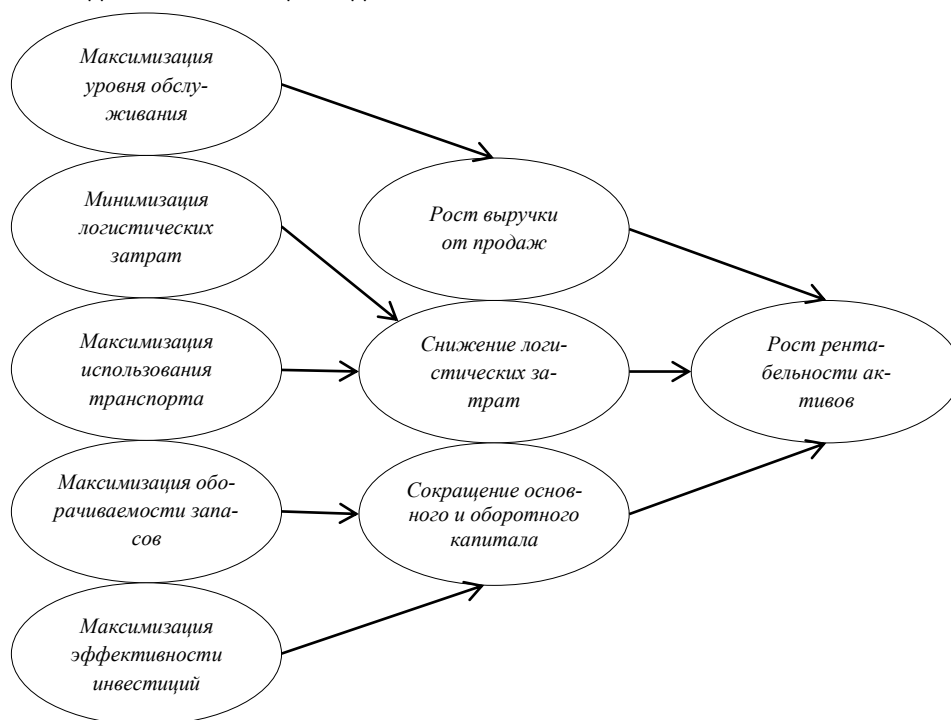 Максимизация
уровня обслу-
живания
Минимизация
логистических
затрат
Максимизация
использования
транспорта
Максимизация обо-
рачиваемости запа-
сов
Максимизация
эффективности
инвестиций
Рост выручки
от продаж
Снижение логи-
стических за-
трат
Сокращение основ-
ного и оборотного
капитала
Рост рента-
бельности ак-
тивов